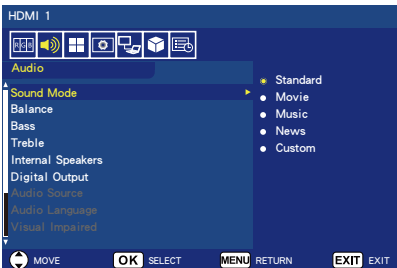 HDMI 1
RGB
Audio
Sound Mode
Balance
Bass
Treble
Internal Speakers
Digital Output
Audio Source
Audio Language
Visual Impaired
Standard
Movie
Music
News
Custom
MOVE OK SELECT MENU RETURN EXIT EXIT